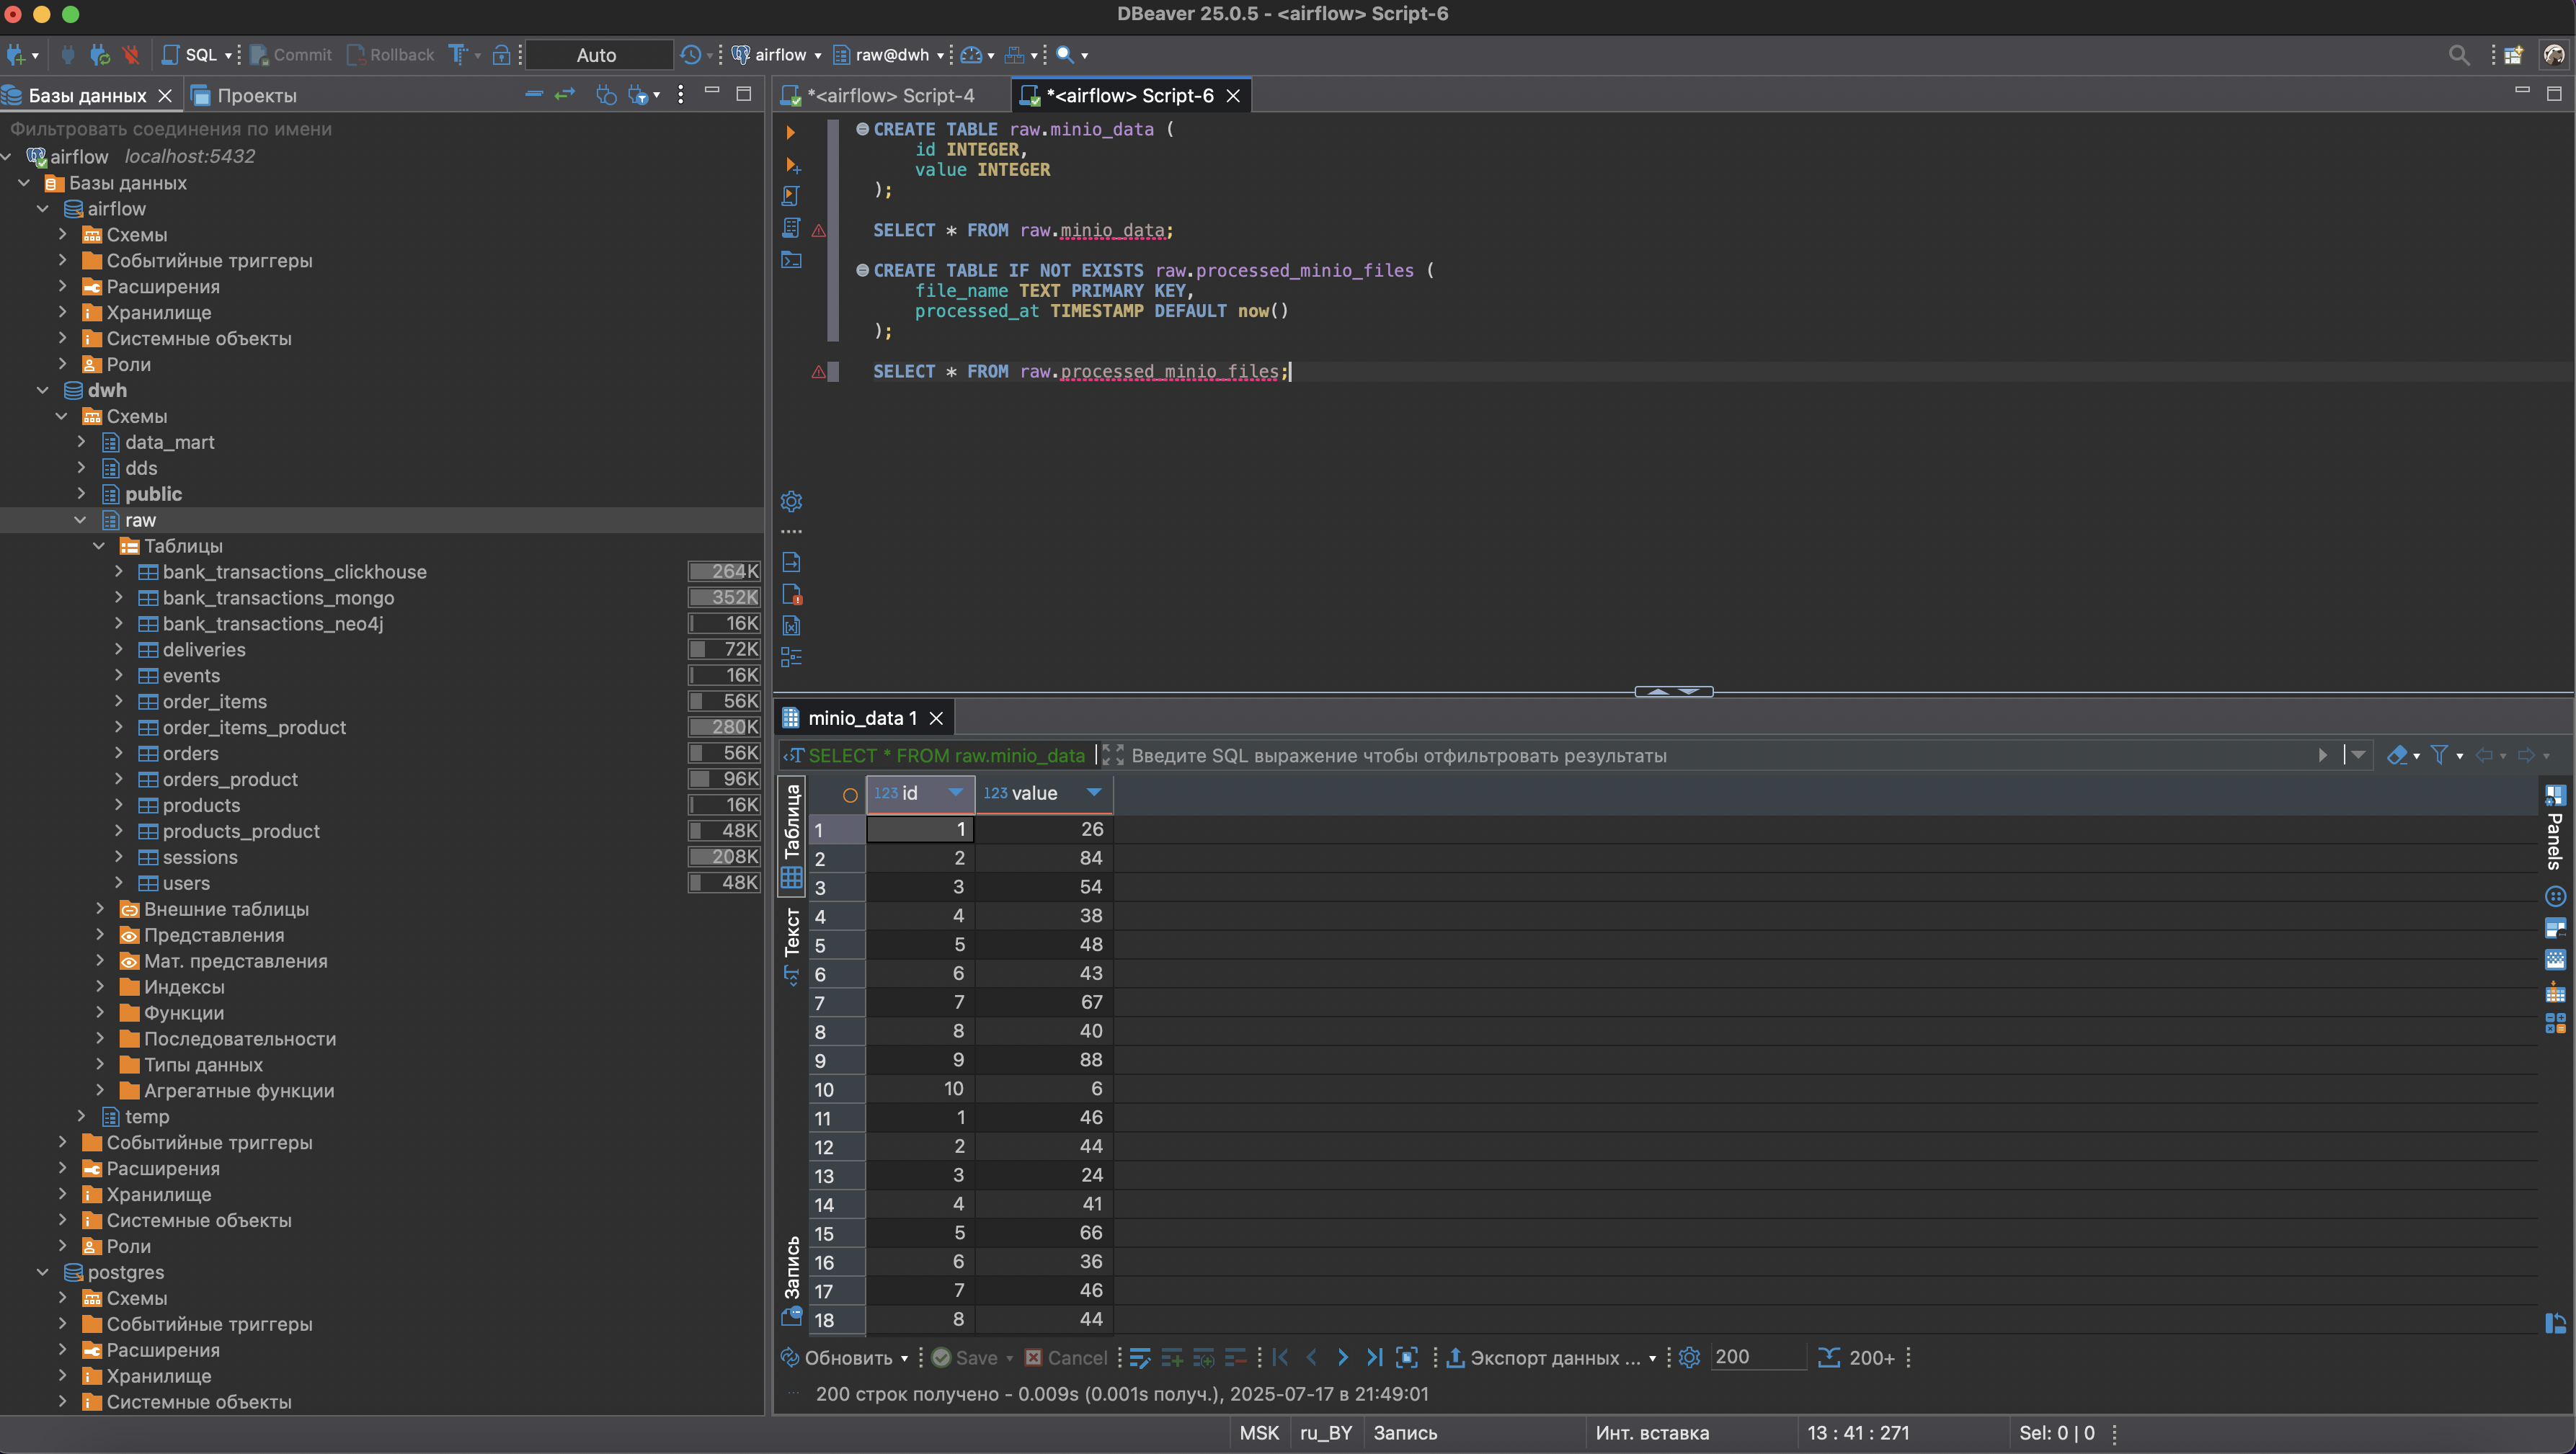 DBeaver 25.0.5 - <airflow> Script-6
SQL Commit Rollback Auto airflow raw@dwh
Базы данных Проекты
Фильтровать соединения по имени
airflow localhost:5432
Базы данных
airflow
Схемы
Событийные триггеры
Расширения
Хранилище
Системные объекты
Роли
dwh
Схемы
data_mart
dds
public
raw
Таблицы
bank_transactions_clickhouse 264K
bank_transactions_mongo 352K
bank_transactions_neo4j 16K
deliveries 72K
events 16K
order_items 56K
order_items_product 280K
orders 56K
orders_product 96K
products 16K
products_product 48K
sessions 208K
users 48K
Внешние таблицы
Представления
Мат. представления
Индексы
Функции
Последовательности
Типы данных
Агрегатные функции
temp
Событийные триггеры
Расширения
Хранилище
Системные объекты
Роли
postgres
Схемы
Событийные триггеры
Расширения
Хранилище
Системные объекты
*<airflow> Script-4 *<airflow> Script-6
CREATE TABLE raw.minio_data (
id INTEGER,
value INTEGER
);
SELECT * FROM raw.minio_data;
CREATE TABLE IF NOT EXISTS raw.processed_minio_files (
file_name TEXT PRIMARY KEY,
processed_at TIMESTAMP DEFAULT now()
);
SELECT * FROM raw.processed_minio_files;
minio_data 1
SELECT * FROM raw.minio_data Введите SQL выражение чтобы отфильтровать результаты
Таблица
Текст
Запись
Panels
123 id 123 value
1 1 26
2 2 84
3 3 54
4 4 38
5 5 48
6 6 43
7 7 67
8 8 40
9 9 88
10 10 6
11 1 46
12 2 44
13 3 24
14 4 41
15 5 66
16 6 36
17 7 46
18 8 44
Обновить Save Cancel Экспорт данных ... 200 200+
200 строк получено - 0.009s (0.001s получ.), 2025-07-17 в 21:49:01
MSK ru_BY Запись Инт. вставка 13 : 41 : 271 Sel: 0 | 0